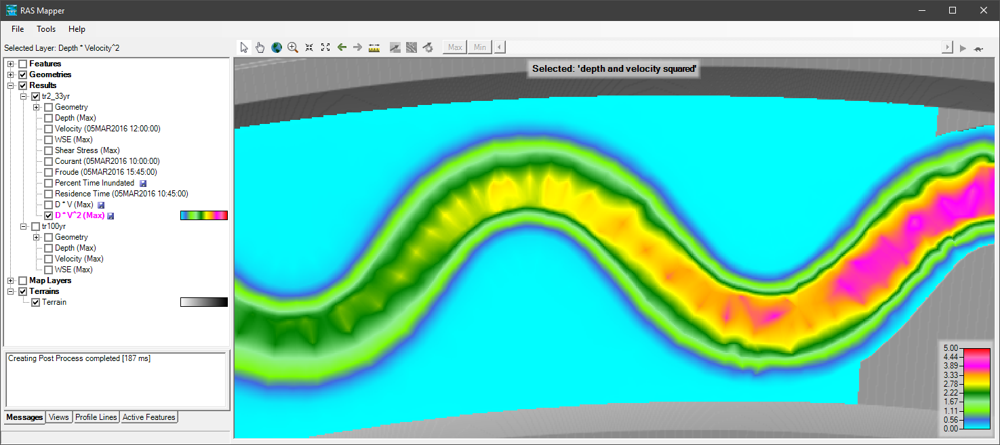 RAS Mapper
File Tools Help
Selected Layer: Depth * Velocity^2
Max Min
Features
Geometries
Results
tr2_33yr
Geometry
Depth (Max)
Velocity (05MAR2016 12:00:00)
WSE (Max)
Shear Stress (Max)
Courant (05MAR2016 10:00:00)
Froude (05MAR2016 15:45:00)
Percent Time Inundated
Residence Time (05MAR2016 10:45:00)
D * V (Max)
D * V^2 (Max)
tr100yr
Geometry
Depth (Max)
Velocity (Max)
WSE (Max)
Map Layers
Terrains
Terrain
Creating Post Process completed [187 ms]
Messages Views Profile Lines Active Features
Selected: 'depth and velocity squared'
5.00
4.44
3.89
3.33
2.78
2.22
1.67
1.11
0.56
0.00